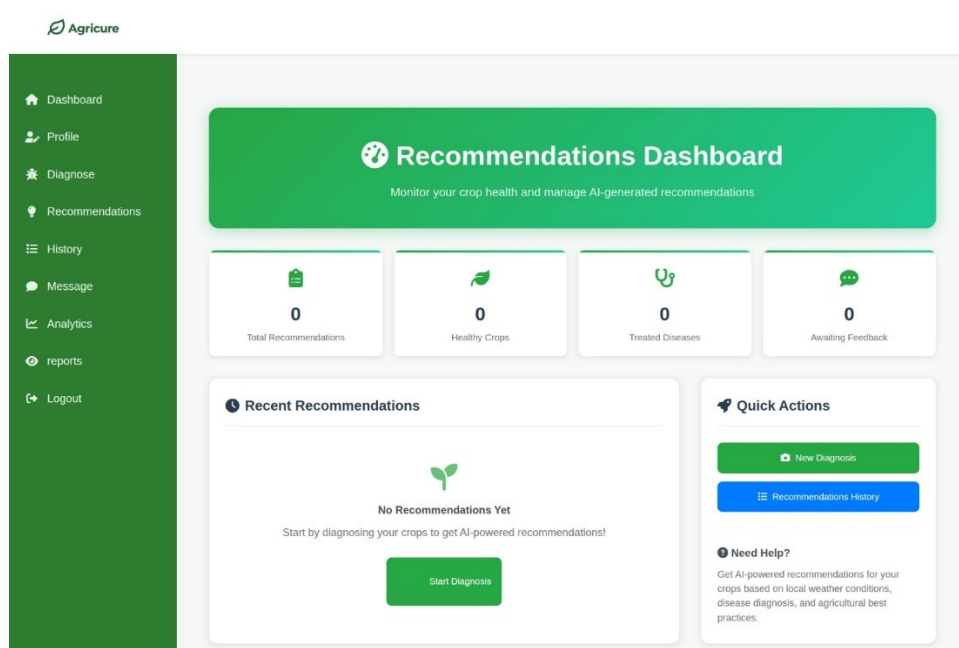 Agricure
Dashboard
Profile
Diagnose
Recommendations
History
Message
Analytics
reports
Logout
Recommendations Dashboard
Monitor your crop health and manage AI-generated recommendations
0
Total Recommendations
0
Healthy Crops
0
Treated Diseases
0
Awaiting Feedback
Recent Recommendations
No Recommendations Yet
Start by diagnosing your crops to get AI-powered recommendations!
Start Diagnosis
Quick Actions
New Diagnosis
Recommendations History
Need Help?
Get AI-powered recommendations for your
crops based on local weather conditions,
disease diagnosis, and agricultural best
practices.